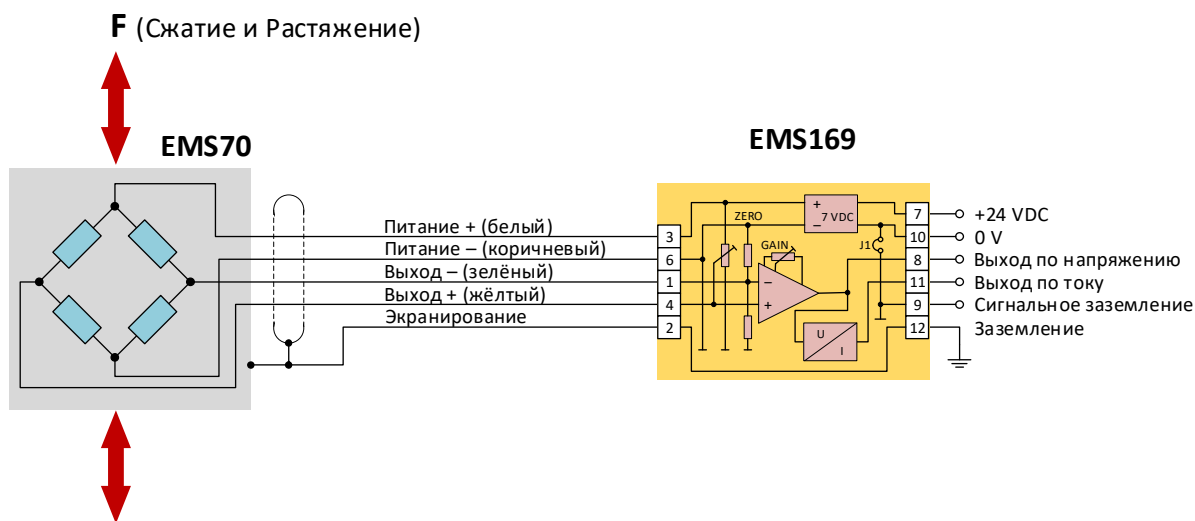 F (Сжатие и Растяжение)
EMS70
EMS169
Питание + (белый)
Питание – (коричневый)
Выход – (зелёный)
Выход + (жёлтый)
Экранирование
3
6
1
4
2
ZERO
GAIN
+
7 VDC
–
J1
–
+
U
I
7
10
8
11
9
12
+24 VDC
0 V
Выход по напряжению
Выход по току
Сигнальное заземление
Заземление